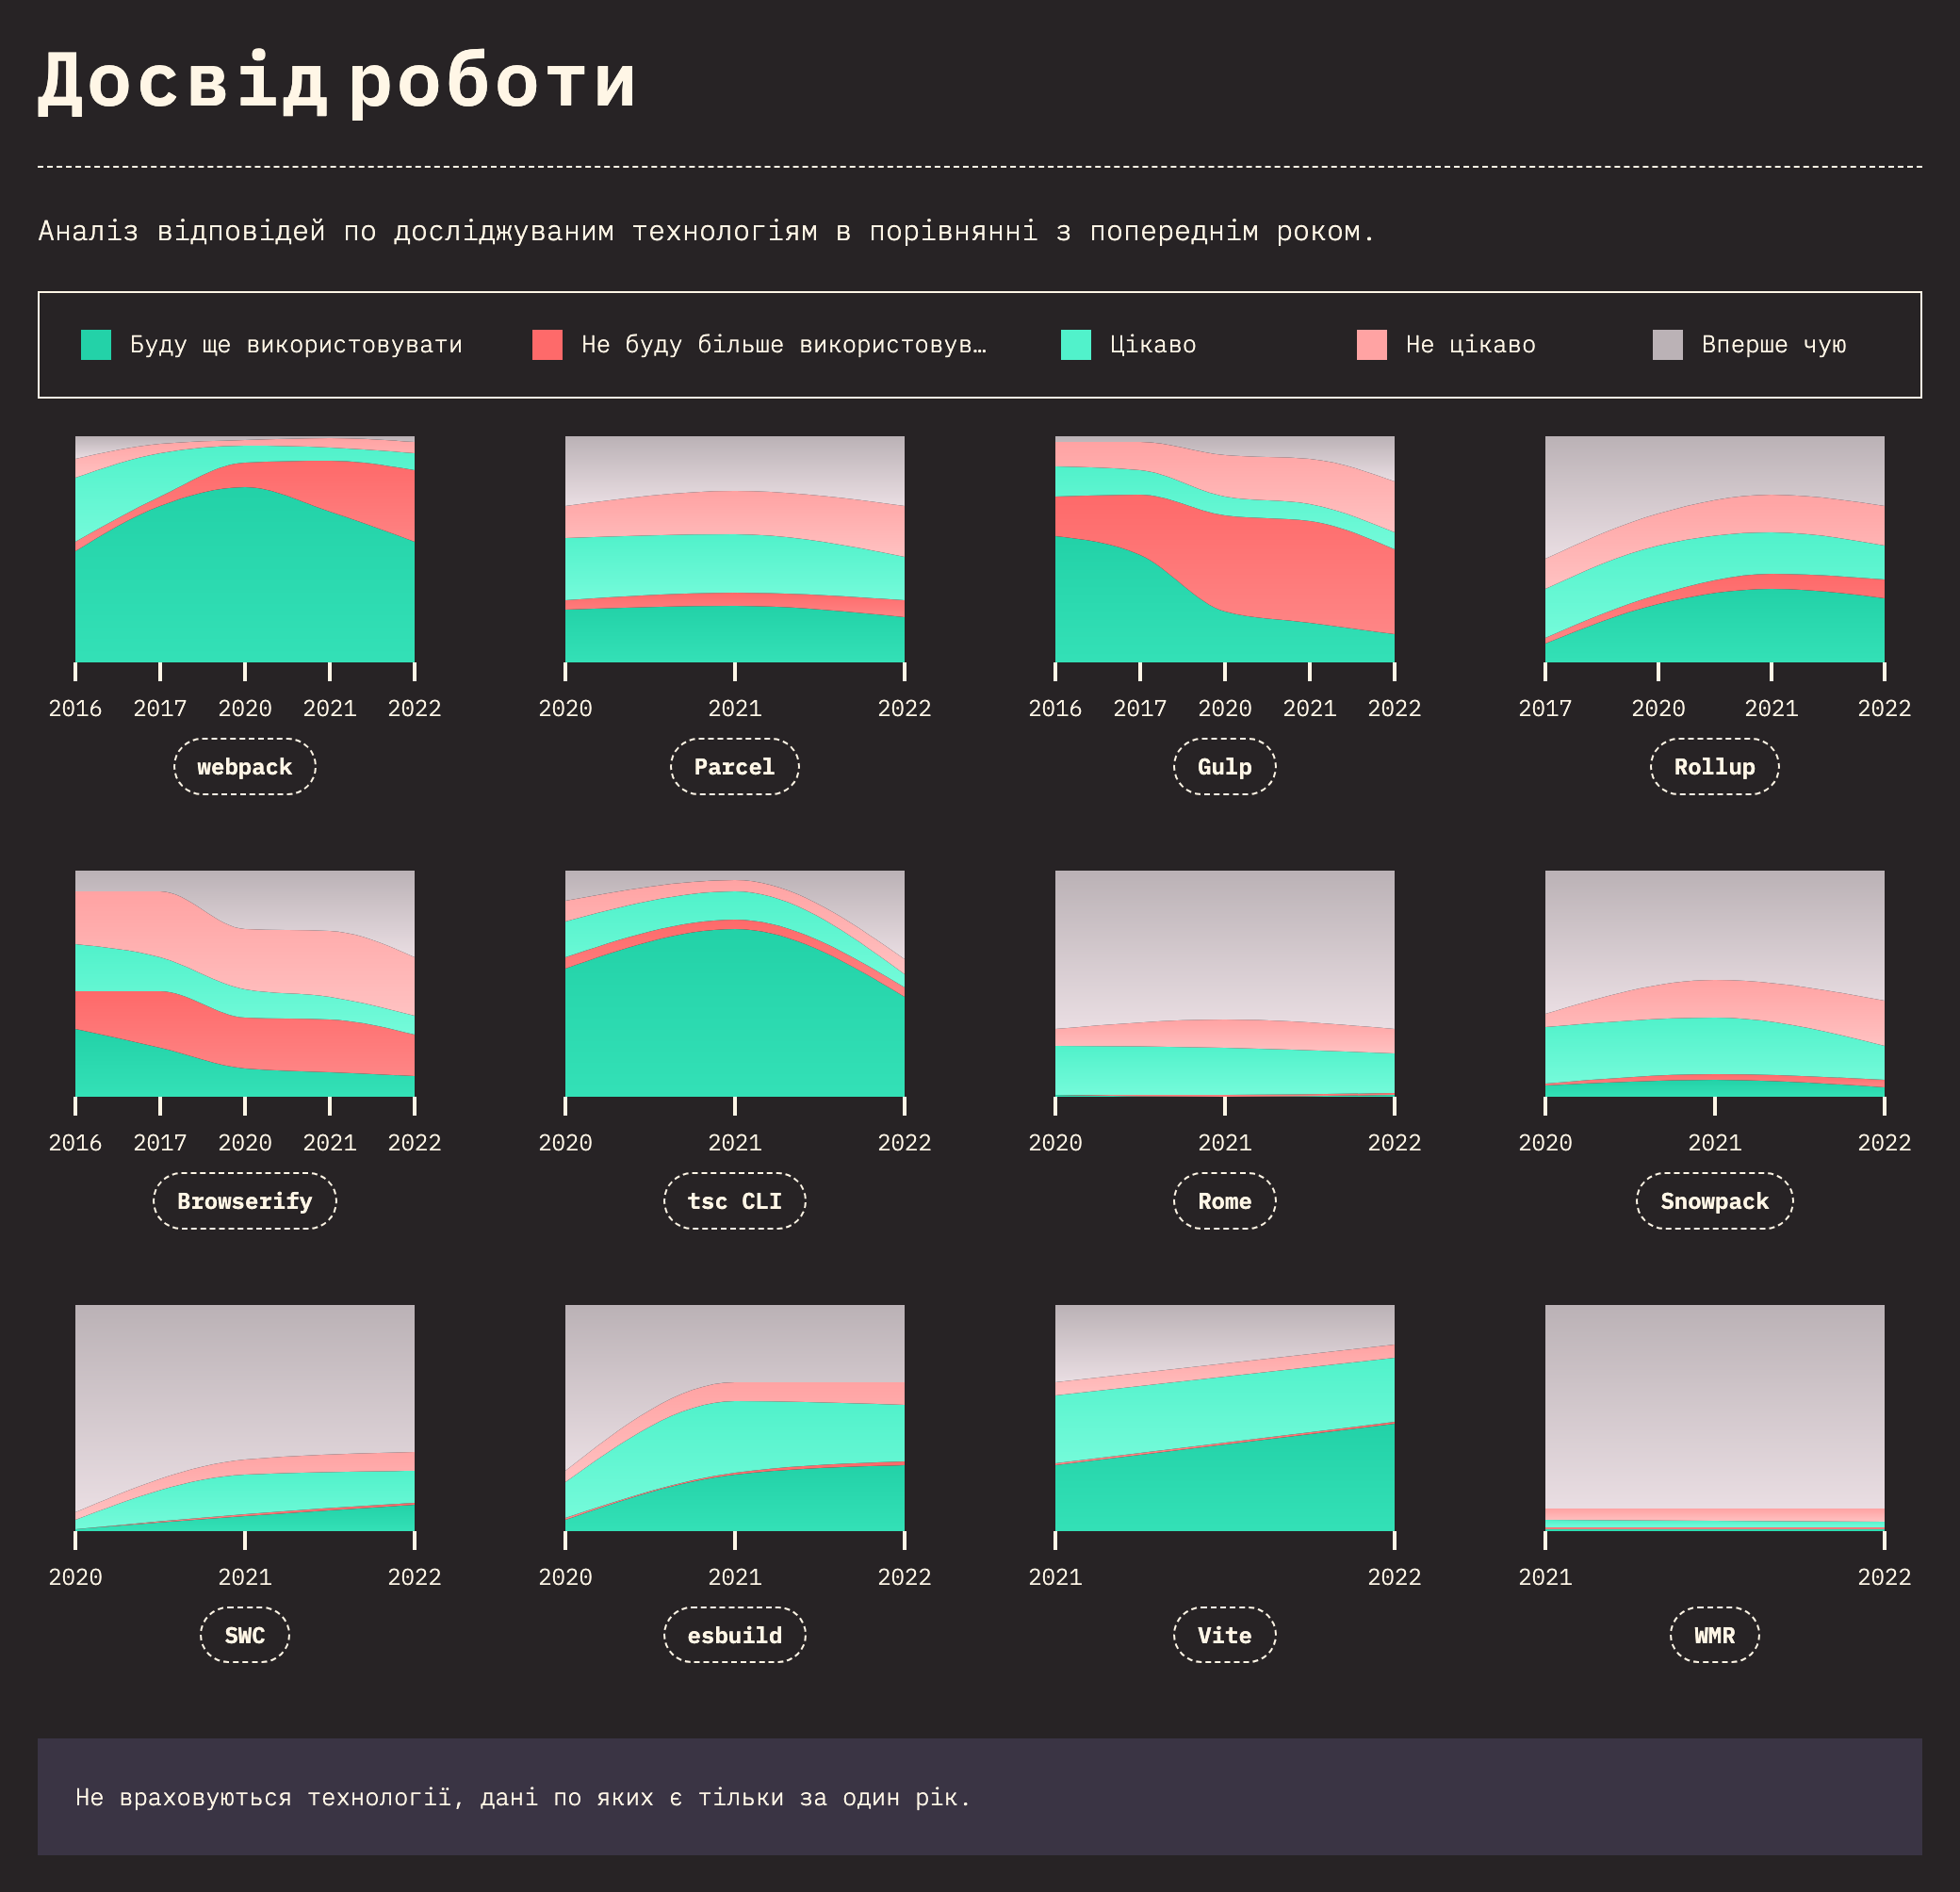 Досвід роботи
Аналіз відповідей по досліджуваним технологіям в порівнянні з попереднім роком.
Буду ще використовувати Не буду більше використовув… Цікаво Не цікаво Вперше чую
2016 2017 2020 2021 2022 2020 2021 2022 2016 2017 2020 2021 2022 2017 2020 2021 2022
webpack Parcel Gulp Rollup
2016 2017 2020 2021 2022 2020 2021 2022 2020 2021 2022 2020 2021 2022
Browserify tsc CLI Rome Snowpack
2020 2021 2022 2020 2021 2022 2021 2022 2021 2022
SWC esbuild Vite WMR
Не враховуються технології, дані по яких є тільки за один рік.